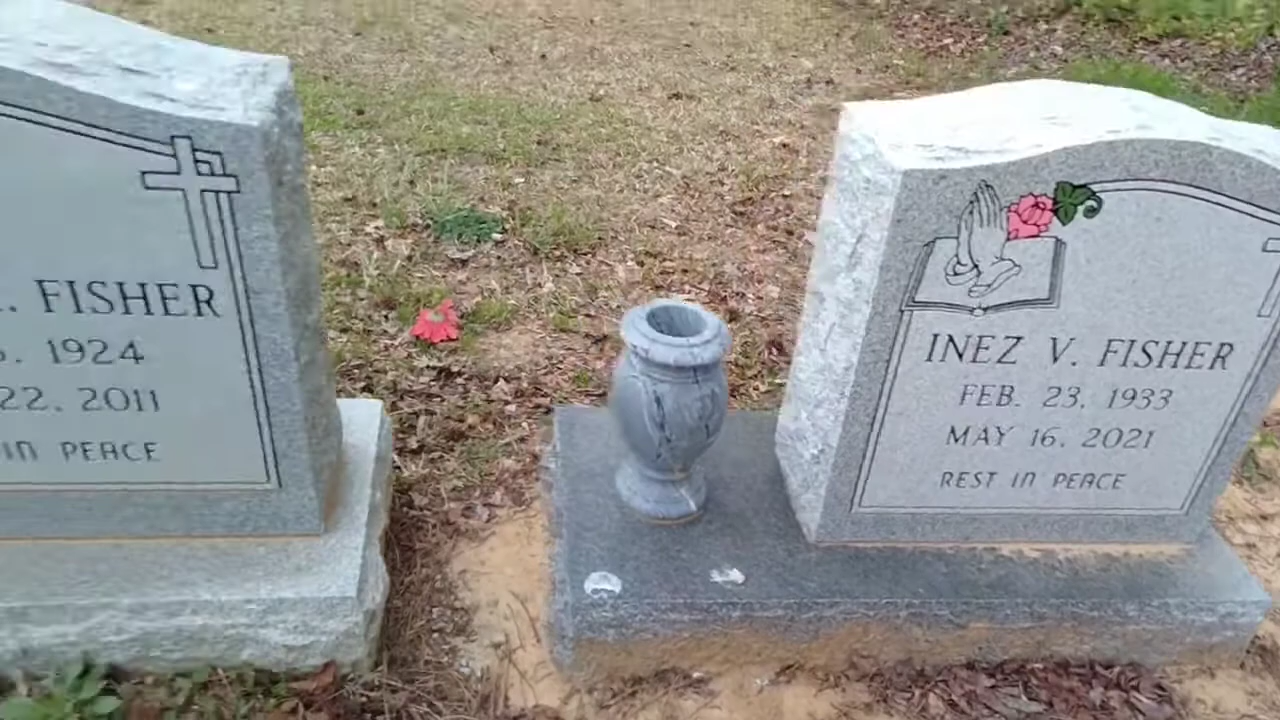 . FISHER
. 1924
22, 2011
IN PEACE
INEZ V. FISHER
FEB. 23, 1933
MAY 16, 2021
REST IN PEACE